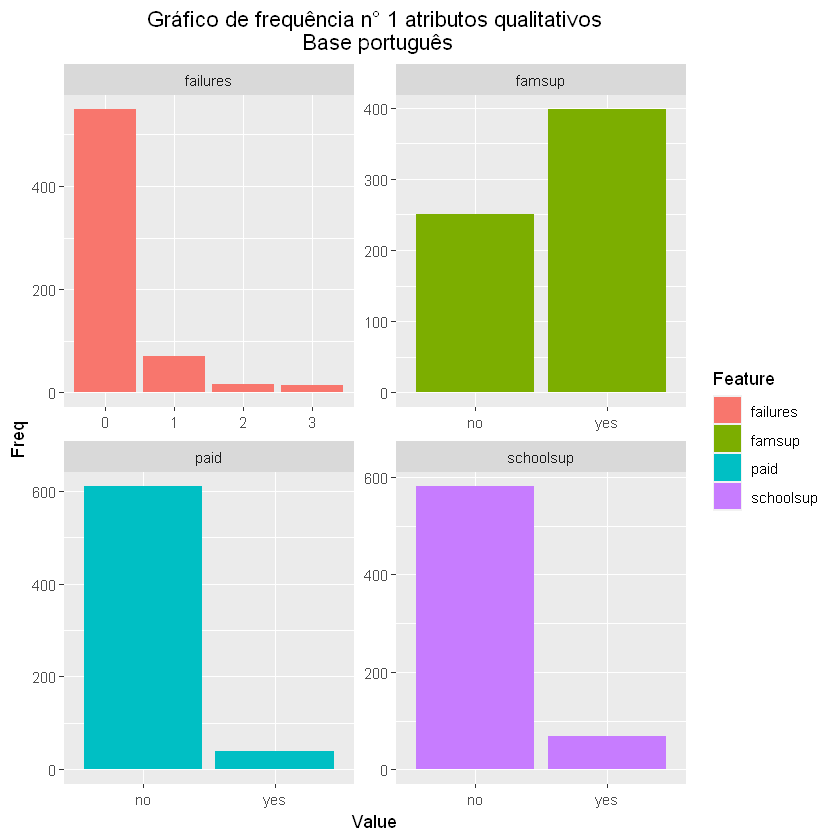 Gráfico de frequência n° 1 atributos qualitativos
Base português
failures
famsup
400
200
0
0
1
2
3
400
300
200
100
0
no
yes
Freq
paid
schoolsup
600
400
200
0
no
yes
600
400
200
0
no
yes
Value
Feature
failures
famsup
paid
schoolsup